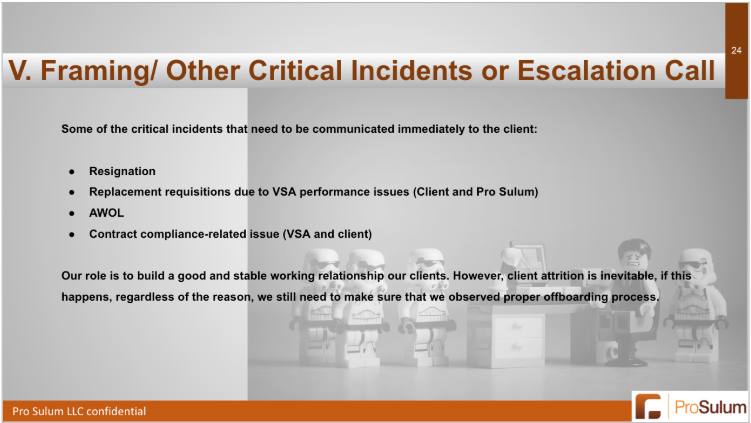 24
V. Framing/ Other Critical Incidents or Escalation Call
Some of the critical incidents that need to be communicated immediately to the client:
● Resignation
● Replacement requisitions due to VSA performance issues (Client and Pro Sulum)
● AWOL
● Contract compliance-related issue (VSA and client)
Our role is to build a good and stable working relationship our clients. However, client attrition is inevitable, if this
happens, regardless of the reason, we still need to make sure that we observed proper offboarding process.
Pro Sulum LLC confidential
ProSulum